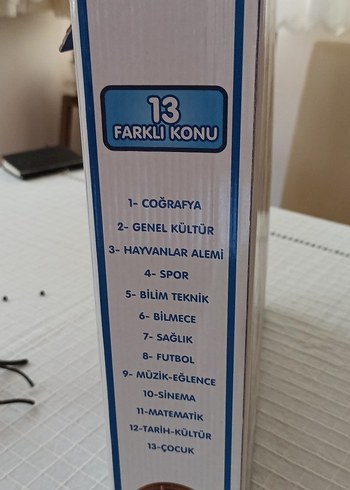 13
FARKLI KONU
1- COĞRAFYA
2- GENEL KÜLTÜR
3- HAYVANLAR ALEMİ
4- SPOR
5- BİLİM TEKNİK
6- BİLMECE
7- SAĞLIK
8- FUTBOL
9- MÜZİK-EĞLENCE
10-SİNEMA
11-MATEMATİK
12-TARİH-KÜLTÜR
13-ÇOCUK